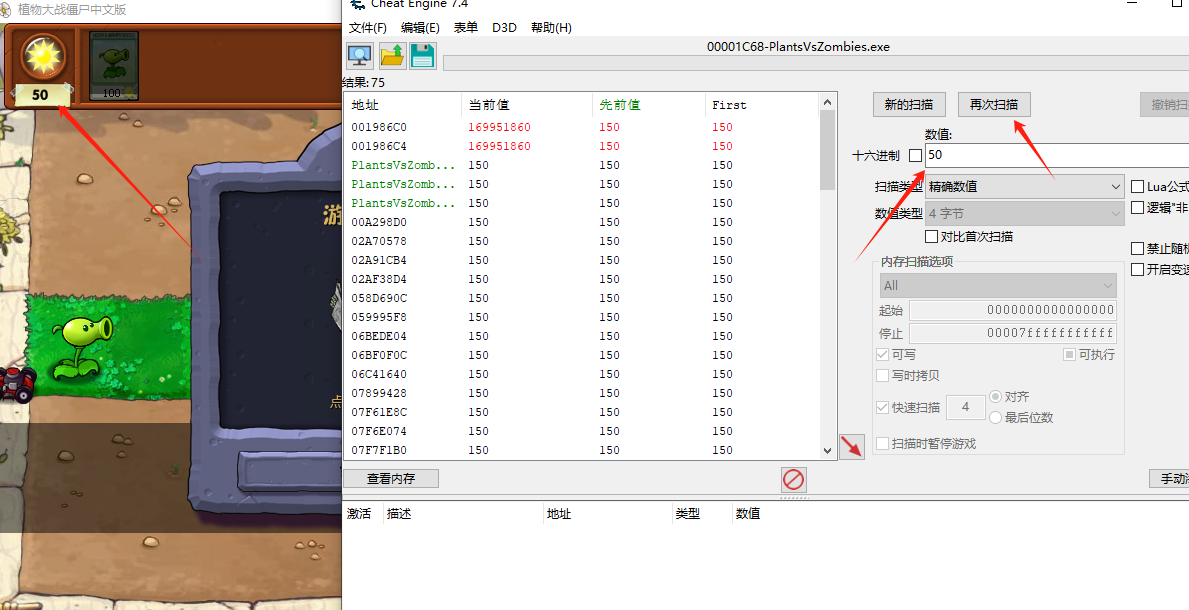 植物大战僵尸中文版
50
100
游
点
Cheat Engine 7.4
文件(F) 编辑(E) 表单 D3D 帮助(H)
00001C68-PlantsVsZombies.exe
结果: 75
地址 当前值 先前值 First
001986C0 169951860 150 150
001986C4 169951860 150 150
PlantsVsZomb... 150 150 150
PlantsVsZomb... 150 150 150
PlantsVsZomb... 150 150 150
00A298D0 150 150 150
02A70578 150 150 150
02A91CB4 150 150 150
02AF38D4 150 150 150
058D690C 150 150 150
059995F8 150 150 150
06BEDE04 150 150 150
06BF0F0C 150 150 150
06C41640 150 150 150
07899428 150 150 150
07F61E8C 150 150 150
07F6E074 150 150 150
07F7F1B0 150 150 150
新的扫描 再次扫描 撤销扫
数值:
十六进制 50
扫描类型 精确数值 Lua公式
数值类型 4 字节 逻辑"非
对比首次扫描
内存扫描选项 禁止随机
All 开启变速
起始 0000000000000000
停止 00007fffffffffff
可写 可执行
写时拷贝
快速扫描 4 对齐
最后位数
扫描时暂停游戏
查看内存 手动添
激活 描述 地址 类型 数值